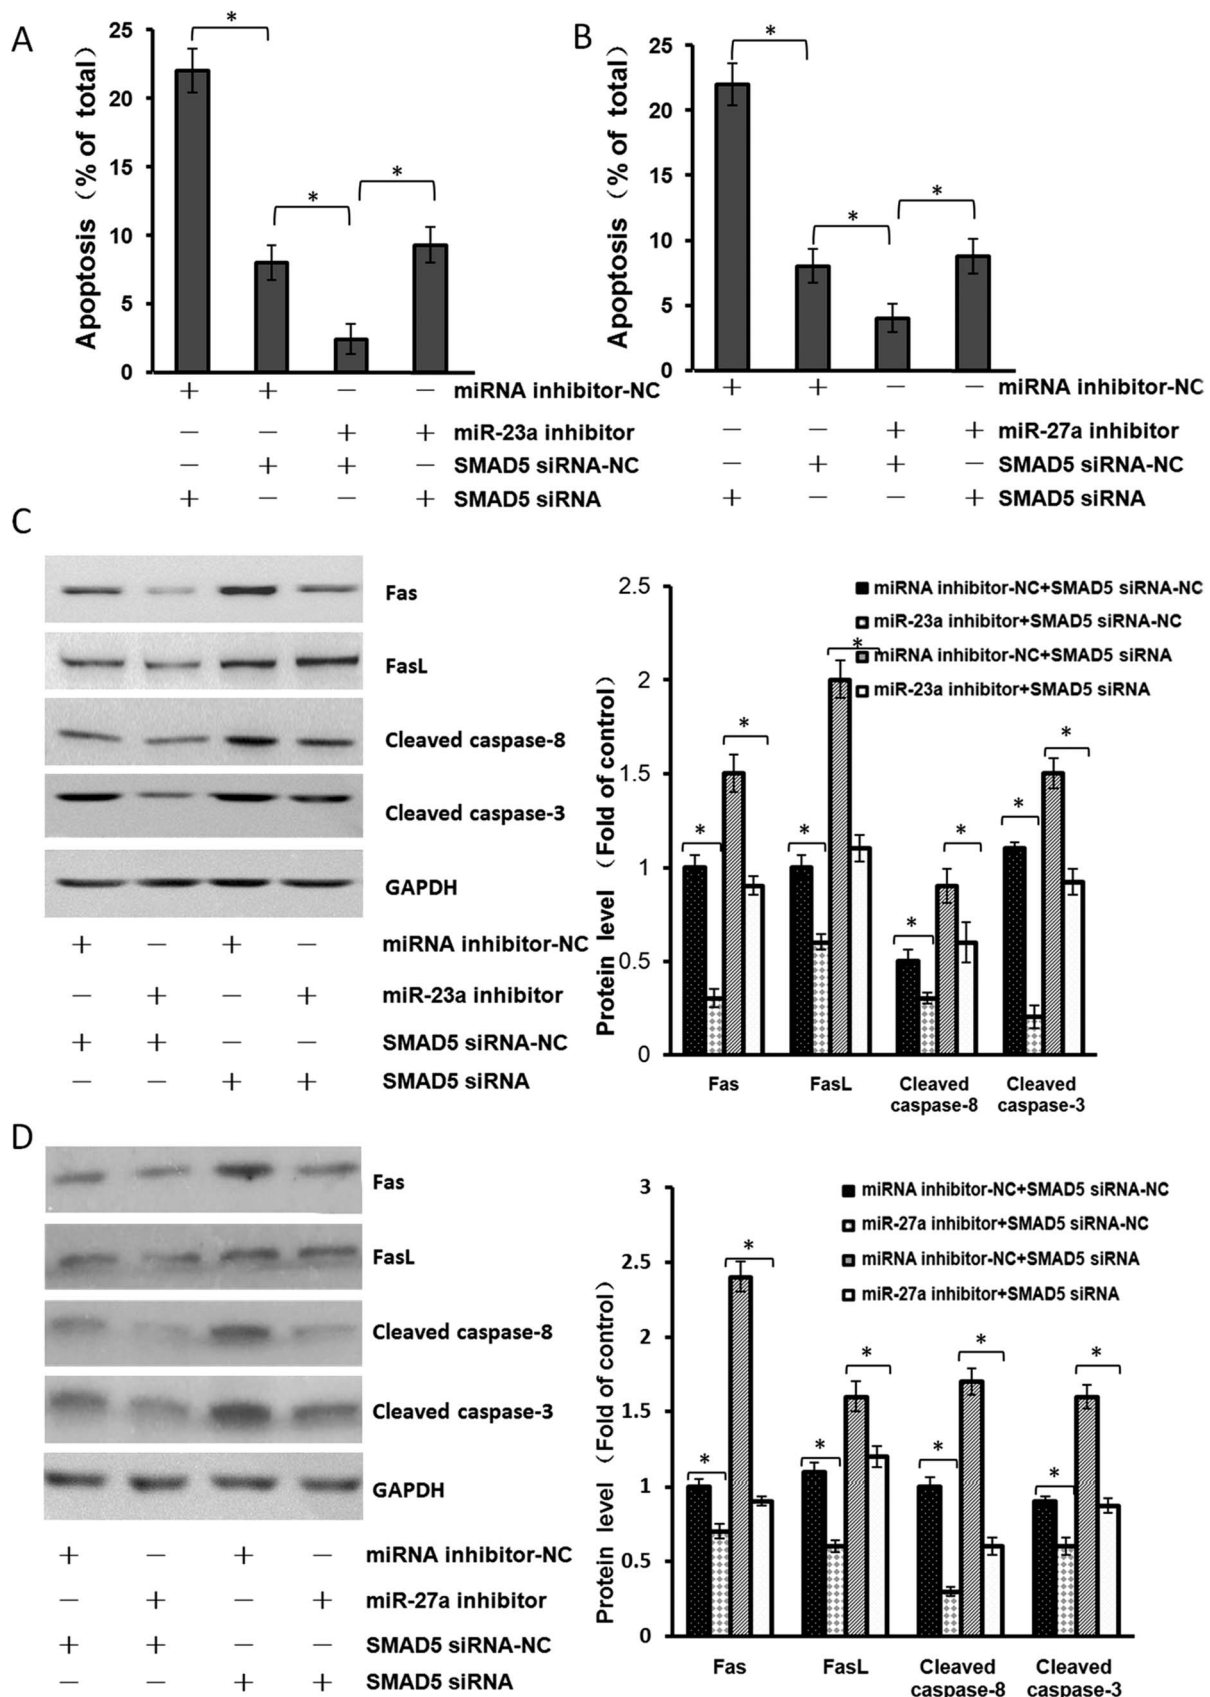 A
Apoptosis (% of total)
25
20
15
10
5
0
*
*
*
+ + − − miRNA inhibitor-NC
− − + + miR-23a inhibitor
− + + − SMAD5 siRNA-NC
+ − − + SMAD5 siRNA
B
Apoptosis (% of total)
25
20
15
10
5
0
*
*
*
+ + − − miRNA inhibitor-NC
− − + + miR-27a inhibitor
− + + − SMAD5 siRNA-NC
+ − − + SMAD5 siRNA
C
Fas
FasL
Cleaved caspase-8
Cleaved caspase-3
GAPDH
+ − + − miRNA inhibitor-NC
− + − + miR-23a inhibitor
+ + − − SMAD5 siRNA-NC
− − + + SMAD5 siRNA
Protein level (Fold of control)
2.5
2
1.5
1
0.5
0
miRNA inhibitor-NC+SMAD5 siRNA-NC
miR-23a inhibitor+SMAD5 siRNA-NC
miRNA inhibitor-NC+SMAD5 siRNA
miR-23a inhibitor+SMAD5 siRNA
* * * * * * * *
Fas
FasL
Cleaved
caspase-8
Cleaved
caspase-3
D
Fas
FasL
Cleaved caspase-8
Cleaved caspase-3
GAPDH
+ − + − miRNA inhibitor-NC
− + − + miR-27a inhibitor
+ + − − SMAD5 siRNA-NC
− − + + SMAD5 siRNA
Protein level (Fold of control)
3
2.5
2
1.5
1
0.5
0
miRNA inhibitor-NC+SMAD5 siRNA-NC
miR-27a inhibitor+SMAD5 siRNA-NC
miRNA inhibitor-NC+SMAD5 siRNA
miR-27a inhibitor+SMAD5 siRNA
* * * * * * * *
Fas
FasL
Cleaved
caspase-8
Cleaved
caspase-3